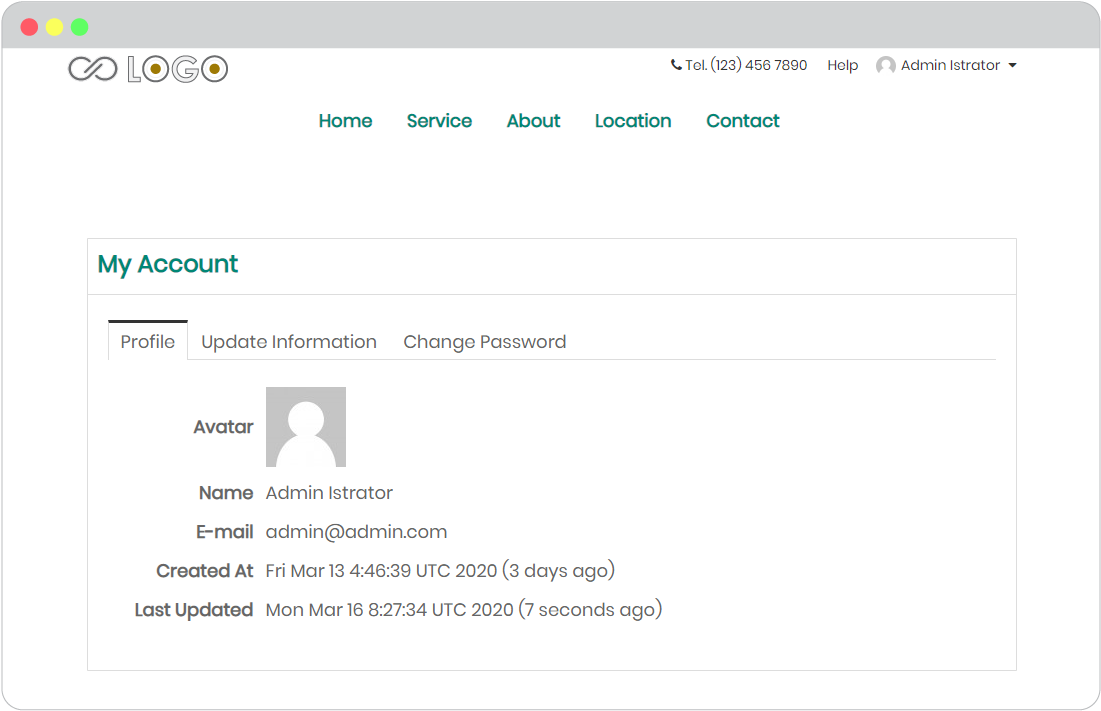 LOGO Tel. (123) 456 7890 Help Admin Istrator
Home Service About Location Contact
My Account
Profile Update Information Change Password
Avatar
Name Admin Istrator
E-mail admin@admin.com
Created At Fri Mar 13 4:46:39 UTC 2020 (3 days ago)
Last Updated Mon Mar 16 8:27:34 UTC 2020 (7 seconds ago)